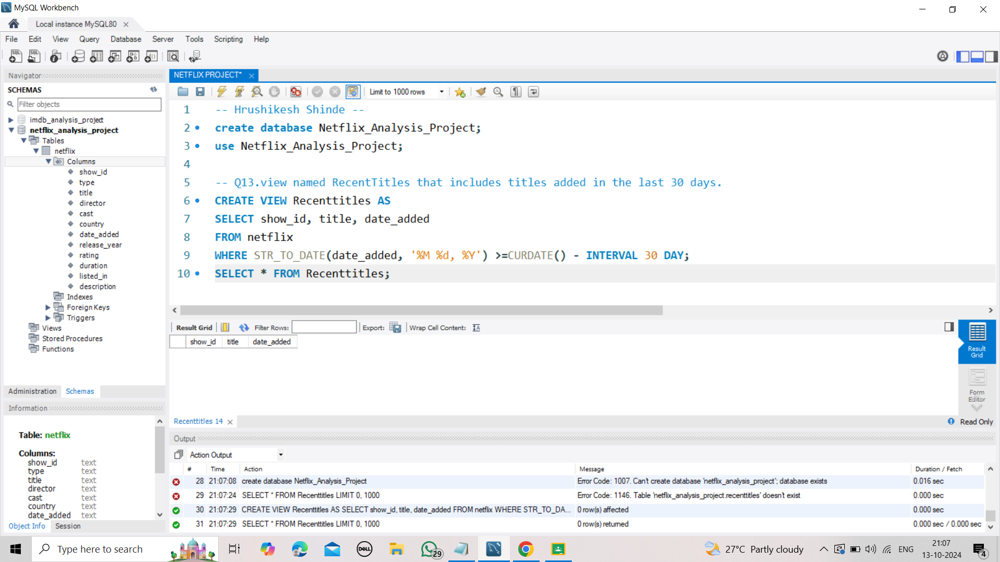 MySQL Workbench
Local instance MySQL80
File Edit View Query Database Server Tools Scripting Help
Navigator
SCHEMAS
Filter objects
imdb_analysis_project
netflix_analysis_project
Tables
netflix
Columns
show_id
type
title
director
cast
country
date_added
release_year
rating
duration
listed_in
description
Indexes
Foreign Keys
Triggers
Views
Stored Procedures
Functions
Administration Schemas
Information
Table: netflix
Columns:
show_id text
type text
title text
director text
cast text
country text
date_added text
Object Info Session
NETFLIX PROJECT*
Limit to 1000 rows
1 -- Hrushikesh Shinde --
2 create database Netflix_Analysis_Project;
3 use Netflix_Analysis_Project;
4
5 -- Q13.view named RecentTitles that includes titles added in the last 30 days.
6 CREATE VIEW Recenttitles AS
7 SELECT show_id, title, date_added
8 FROM netflix
9 WHERE STR_TO_DATE(date_added, '%M %d, %Y') >=CURDATE() - INTERVAL 30 DAY;
10 SELECT * FROM Recenttitles;
Result Grid Filter Rows: Export: Wrap Cell Content:
show_id title date_added
Result Grid
Form Editor
Recenttitles 14
Read Only
Output
Action Output
# Time Action Message Duration / Fetch
28 21:07:08 create database Netflix_Analysis_Project Error Code: 1007. Can't create database 'netflix_analysis_project'; database exists 0.016 sec
29 21:07:24 SELECT * FROM Recenttitles LIMIT 0, 1000 Error Code: 1146. Table 'netflix_analysis_project.recenttitles' doesn't exist 0.000 sec
30 21:07:29 CREATE VIEW Recenttitles AS SELECT show_id, title, date_added FROM netflix WHERE STR_TO_DA... 0 row(s) affected 0.000 sec
31 21:07:29 SELECT * FROM Recenttitles LIMIT 0, 1000 0 row(s) returned 0.000 sec / 0.000 sec
Type here to search
DELL
29
27°C Partly cloudy
ENG
21:07
13-10-2024
4